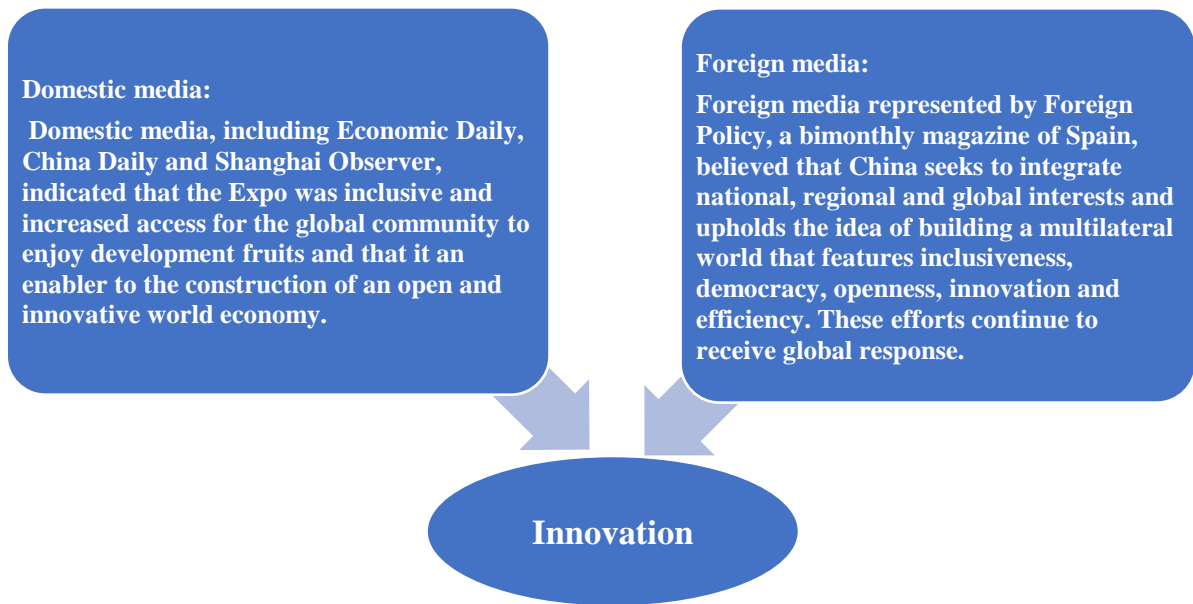 Domestic media:
Domestic media, including Economic Daily,
China Daily and Shanghai Observer,
indicated that the Expo was inclusive and
increased access for the global community to
enjoy development fruits and that it an
enabler to the construction of an open and
innovative world economy.
Foreign media:
Foreign media represented by Foreign
Policy, a bimonthly magazine of Spain,
believed that China seeks to integrate
national, regional and global interests and
upholds the idea of building a multilateral
world that features inclusiveness,
democracy, openness, innovation and
efficiency. These efforts continue to
receive global response.
Innovation